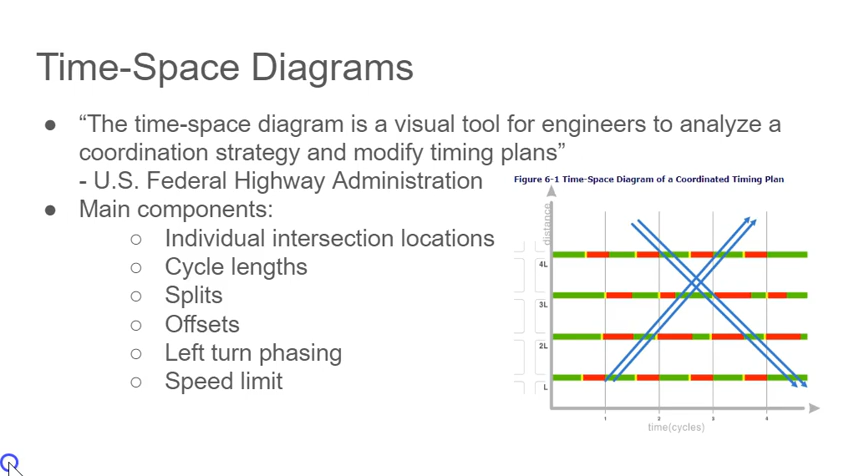 Time-Space Diagrams
● “The time-space diagram is a visual tool for engineers to analyze a
coordination strategy and modify timing plans”
- U.S. Federal Highway Administration
● Main components:
○ Individual intersection locations
○ Cycle lengths
○ Splits
○ Offsets
○ Left turn phasing
○ Speed limit
Figure 6-1 Time-Space Diagram of a Coordinated Timing Plan
distance
4L
3L
2L
L
1 2 3 4
time(cycles)